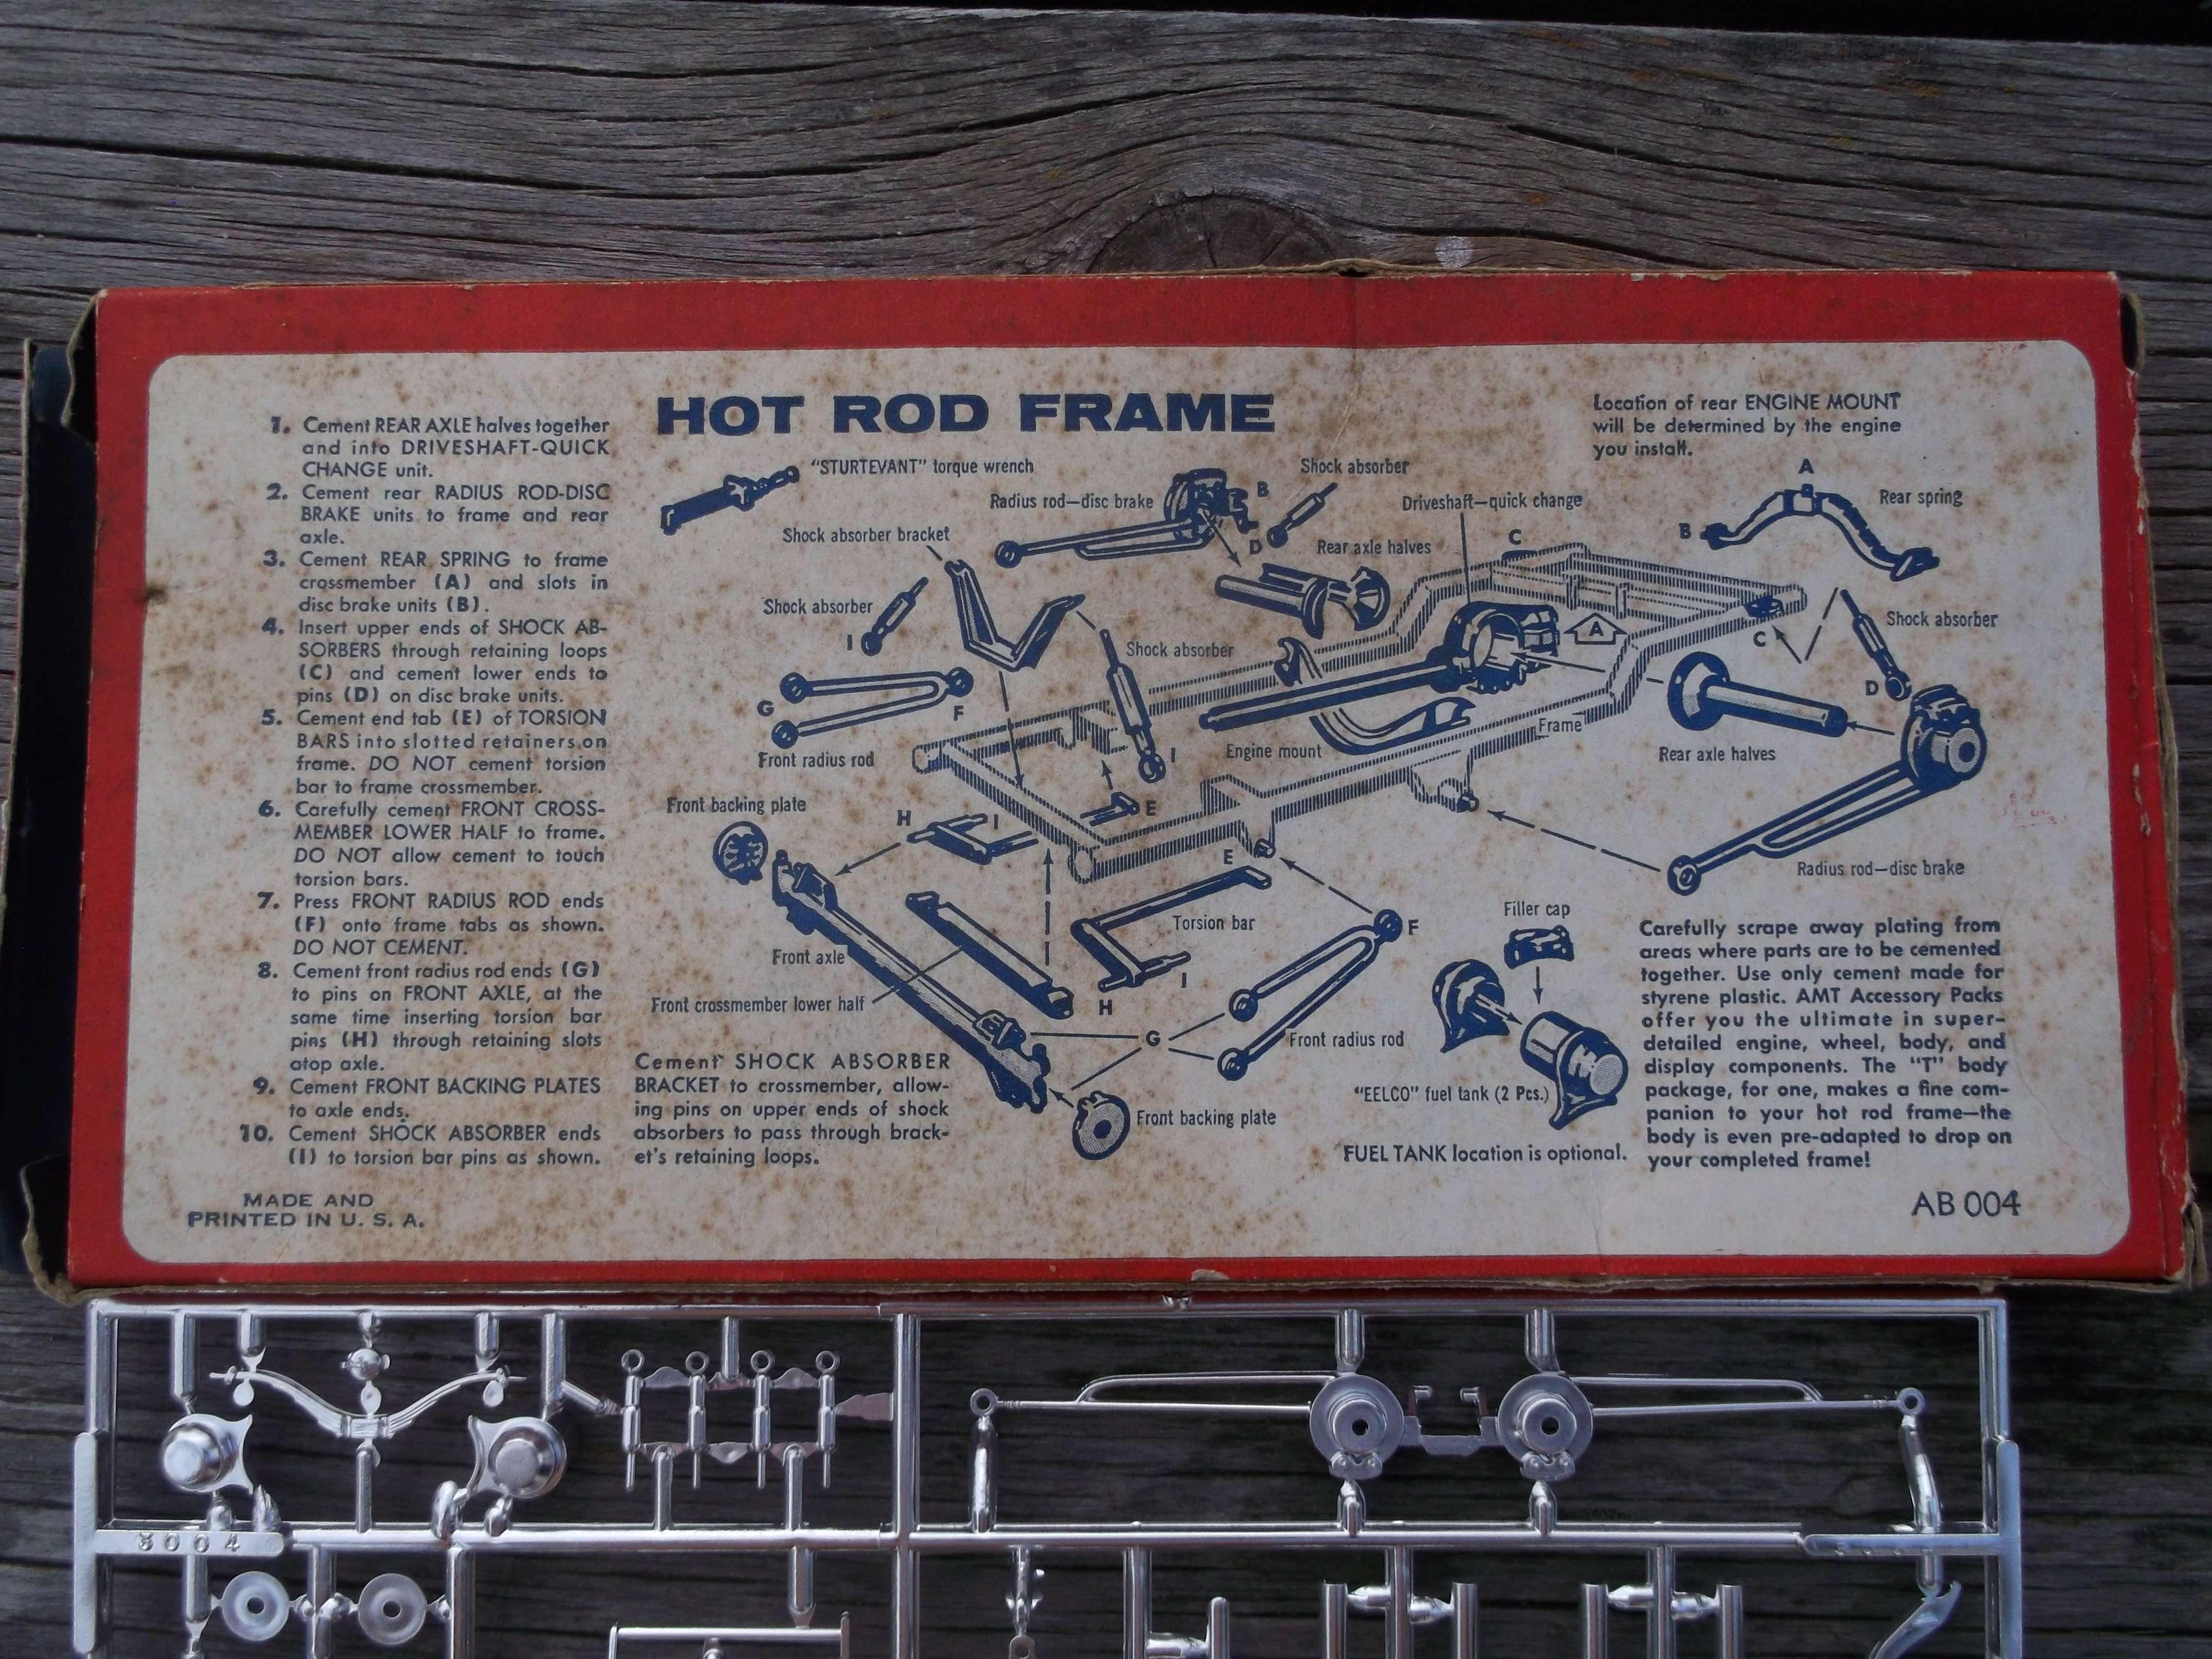 HOT ROD FRAME
1. Cement REAR AXLE halves together
and into DRIVESHAFT-QUICK
CHANGE unit.
2. Cement rear RADIUS ROD-DISC
BRAKE units to frame and rear
axle.
3. Cement REAR SPRING to frame
crossmember (A) and slots in
disc brake units (B).
4. Insert upper ends of SHOCK AB-
SORBERS through retaining loops
(C) and cement lower ends to
pins (D) on disc brake units.
5. Cement end tab (E) of TORSION
BARS into slotted retainers on
frame. DO NOT cement torsion
bar to frame crossmember.
6. Carefully cement FRONT CROSS-
MEMBER LOWER HALF to frame.
DO NOT allow cement to touch
torsion bars.
7. Press FRONT RADIUS ROD ends
(F) onto frame tabs as shown.
DO NOT CEMENT.
8. Cement front radius rod ends (G)
to pins on FRONT AXLE, at the
same time inserting torsion bar
pins (H) through retaining slots
atop axle.
9. Cement FRONT BACKING PLATES
to axle ends.
10. Cement SHOCK ABSORBER ends
(I) to torsion bar pins as shown.
MADE AND
PRINTED IN U. S. A.
"STURTEVANT" torque wrench
Radius rod—disc brake
B
D
Shock absorber
Shock absorber bracket
Driveshaft—quick change
C
Rear axle halves
Location of rear ENGINE MOUNT
will be determined by the engine
you install.
A
B
Rear spring
Shock absorber
I
Shock absorber
I
A
C
Shock absorber
D
G
F
Front radius rod
Engine mount
Frame
Rear axle halves
Front backing plate
H
I
E
E
Radius rod—disc brake
Torsion bar
F
Filler cap
Front axle
H
I
Front crossmember lower half
G
Front radius rod
Front backing plate
"EELCO" fuel tank (2 Pcs.)
FUEL TANK location is optional.
Cement SHOCK ABSORBER
BRACKET to crossmember, allow-
ing pins on upper ends of shock
absorbers to pass through brack-
et's retaining loops.
Carefully scrape away plating from
areas where parts are to be cemented
together. Use only cement made for
styrene plastic. AMT Accessory Packs
offer you the ultimate in super-
detailed engine, wheel, body, and
display components. The "T" body
package, for one, makes a fine com-
panion to your hot rod frame—the
body is even pre-adapted to drop on
your completed frame!
AB 004
8004